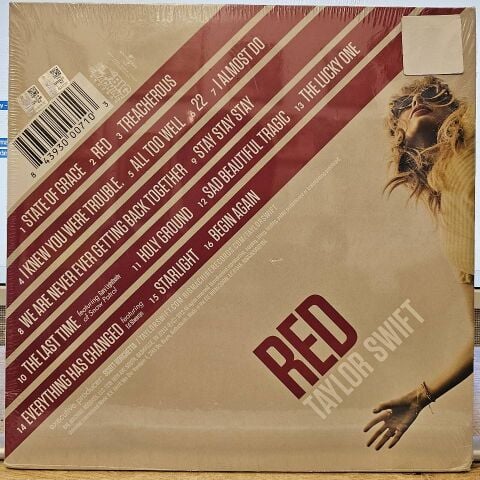 8 43930 00710 3
BIG
1 STATE OF GRACE 2 RED 3 TREACHEROUS
4 I KNEW YOU WERE TROUBLE. 5 ALL TOO WELL 6 22 7 I ALMOST DO
8 WE ARE NEVER EVER GETTING BACK TOGETHER 9 STAY STAY STAY
10 THE LAST TIME featuring Gary Lightbody of Snow Patrol 11 HOLY GROUND 12 SAD BEAUTIFUL TRAGIC 13 THE LUCKY ONE
14 EVERYTHING HAS CHANGED featuring Ed Sheeran 15 STARLIGHT 16 BEGIN AGAIN
RED
TAYLOR SWIFT